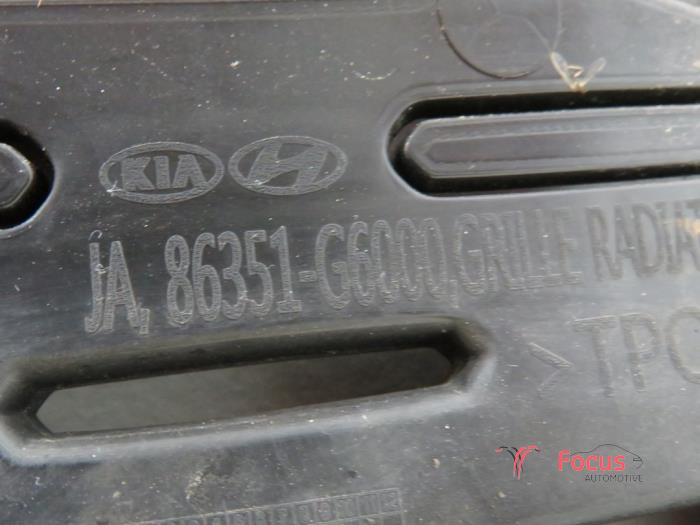 KIA
JA, 86351-G6000,GRILLE RADIAT
>TPO
Focus
AUTOMOTIVE